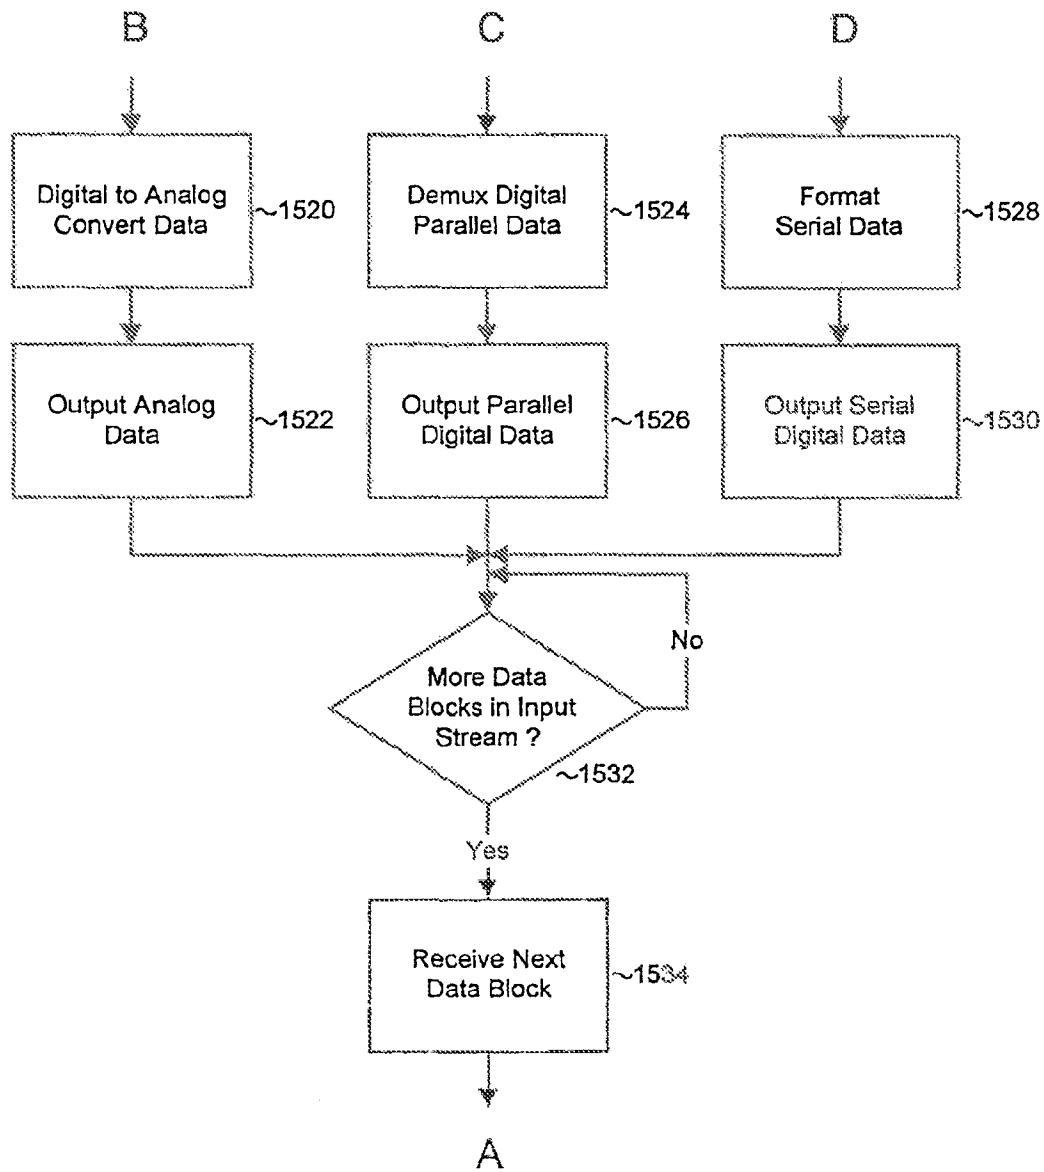 B
C
D
Digital to Analog
Convert Data
~1520
Demux Digital
Parallel Data
~1524
Format
Serial Data
~1528
Output Analog
Data
~1522
Output Parallel
Digital Data
~1526
Output Serial
Digital Data
~1530
No
More Data
Blocks in Input
Stream ?
~1532
Yes
Receive Next
Data Block
~1534
A